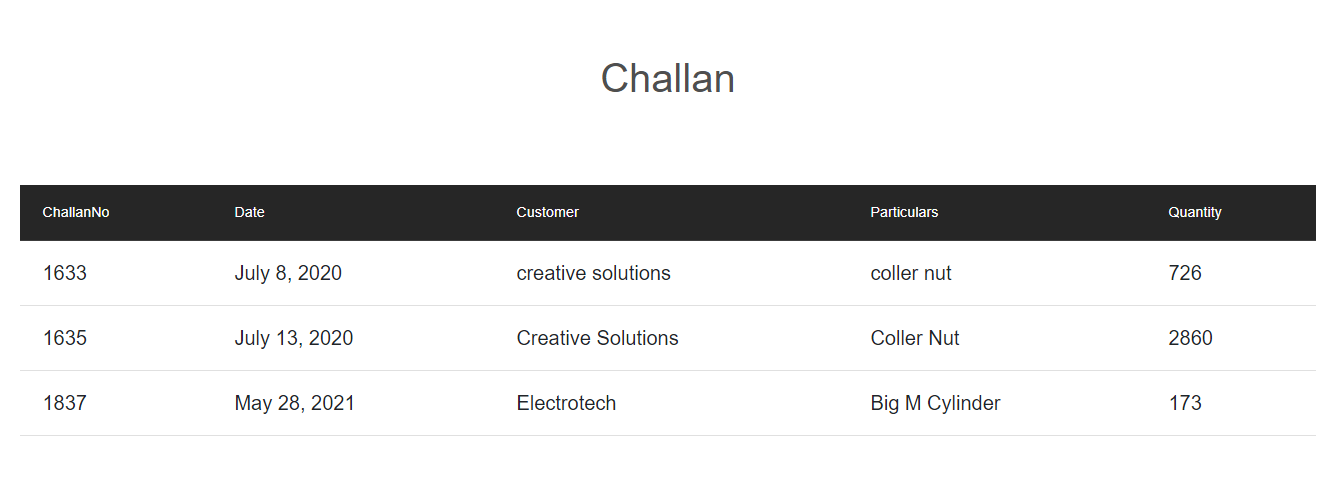 Challan
ChallanNo Date Customer Particulars Quantity
1633 July 8, 2020 creative solutions coller nut 726
1635 July 13, 2020 Creative Solutions Coller Nut 2860
1837 May 28, 2021 Electrotech Big M Cylinder 173